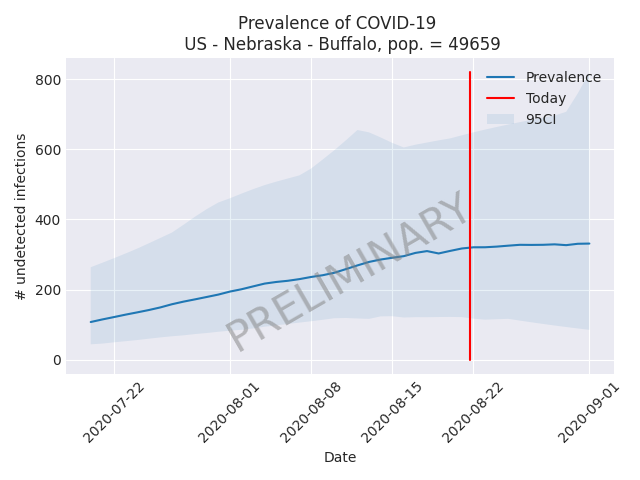 Prevalence of COVID-19
US - Nebraska - Buffalo, pop. = 49659
800
600
400
200
0
# undetected infections
Prevalence
Today
95CI
PRELIMINARY
2020-07-22
2020-08-01
2020-08-08
2020-08-15
2020-08-22
2020-09-01
Date